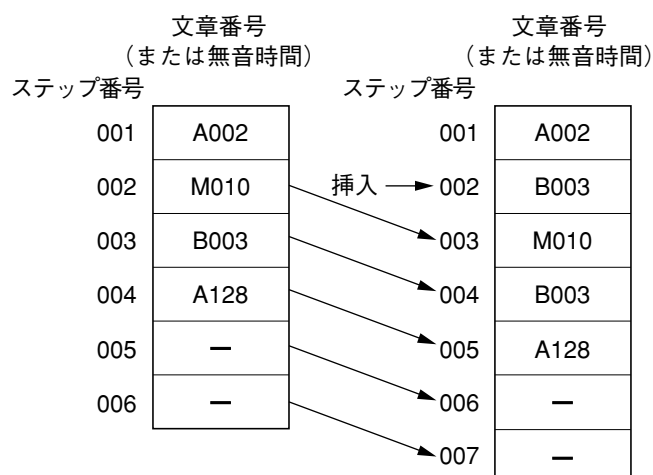 文章番号
（または無音時間）
ステップ番号
001 A002
002 M010
003 B003
004 A128
005 ー
006 ー
文章番号
（または無音時間）
ステップ番号
001 A002
挿入 002 B003
003 M010
004 B003
005 A128
006 ー
007 ー